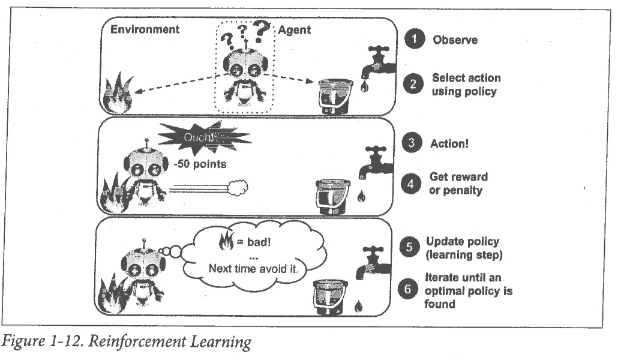 Environment
Agent
? ? ?
1 Observe
2 Select action
using policy
Ouch!
-50 points
3 Action!
4 Get reward
or penalty
= bad!
...
Next time avoid it.
5 Update policy
(learning step)
6 Iterate until an
optimal policy is
found
Figure 1-12. Reinforcement Learning